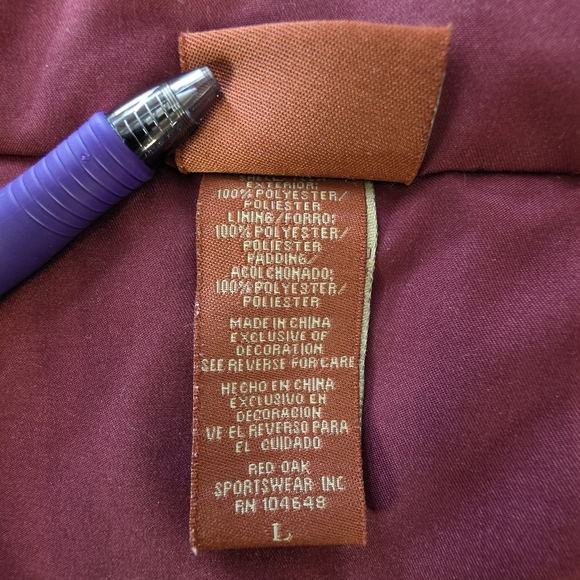 EXTERIOR:
100% POLYESTER/
POLIESTER
LINING/FORRO:
100% POLYESTER/
POLIESTER
PADDING/
ACOLCHONADO:
100% POLYESTER/
POLIESTER
MADE IN CHINA
EXCLUSIVE OF
DECORATION
SEE REVERSE FOR CARE
HECHO EN CHINA
EXCLUSIVO EN
DECORACION
VE EL REVERSO PARA
EL CUIDADO
RED OAK
SPORTSWEAR INC
RN 104648
L